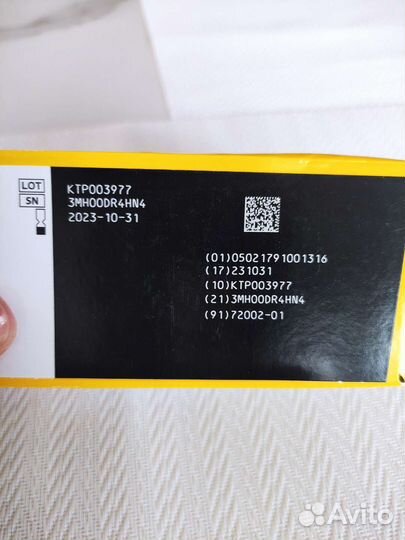 LOT KTP003977
SN 3MH00DR4HN4
2023-10-31
(01)05021791001316
(17)231031
(10)KTP003977
(21)3MH00DR4HN4
(91)72002-01
Avito